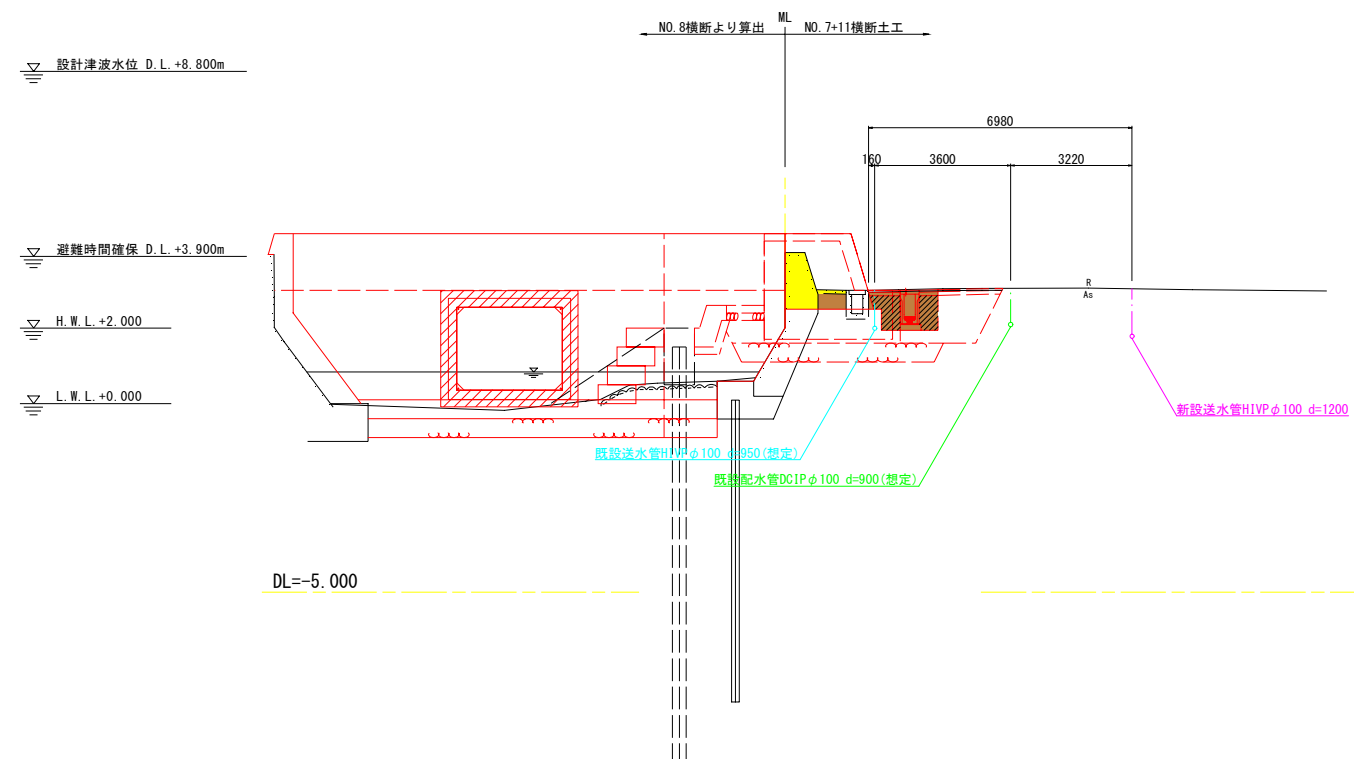 ML
NO.8横断より算出
NO.7+11横断土工
設計津波水位 D.L.+8.800m
6980
160
3600
3220
避難時間確保 D.L.+3.900m
R
As
H.W.L.+2.000
L.W.L.+0.000
新設送水管HIVPφ100 d=1200
既設送水管HIVPφ100 d=950(想定)
既設配水管DCIPφ100 d=900(想定)
DL=-5.000